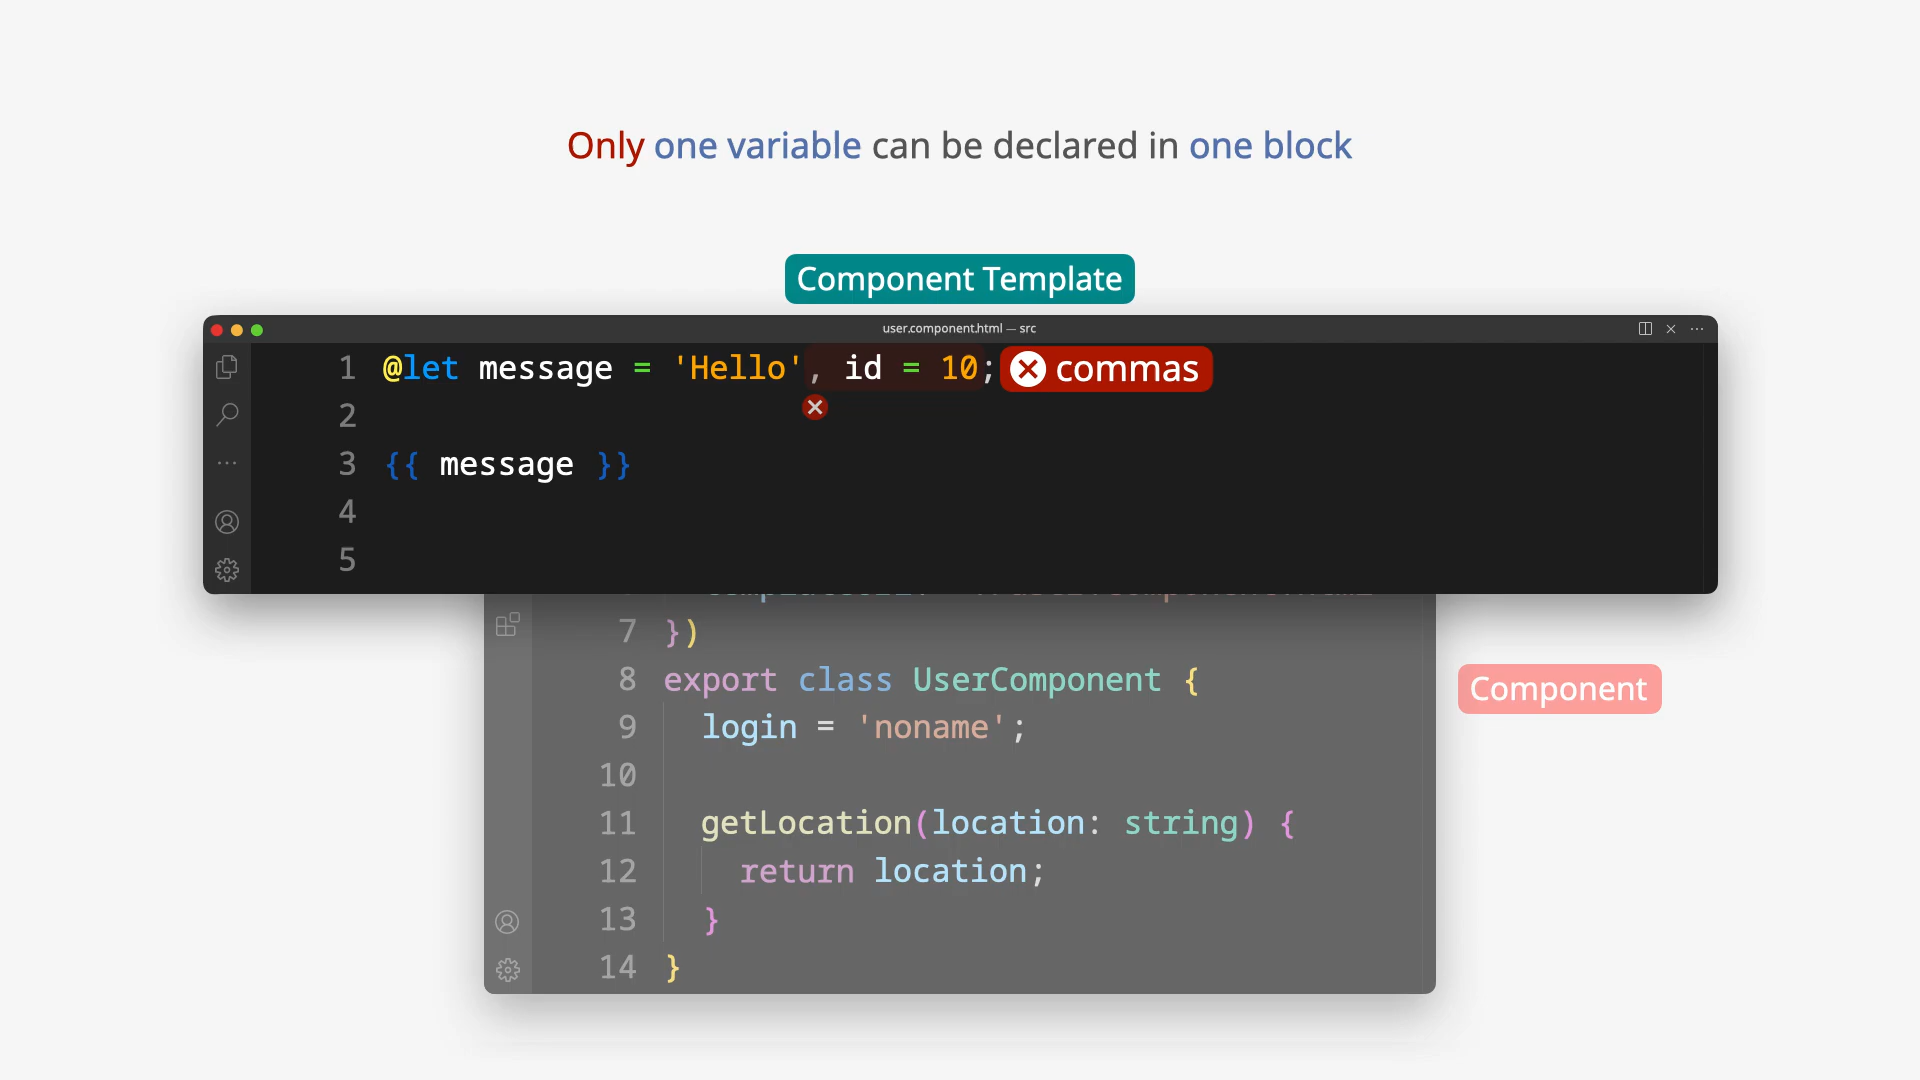 Only one variable can be declared in one block
Component Template
user.component.html — src
1 @let message = 'Hello', id = 10; commas
2
3 {{ message }}
4
5
7 })
8 export class UserComponent {
Component
9 login = 'noname';
10
11 getLocation(location: string) {
12 return location;
13 }
14 }